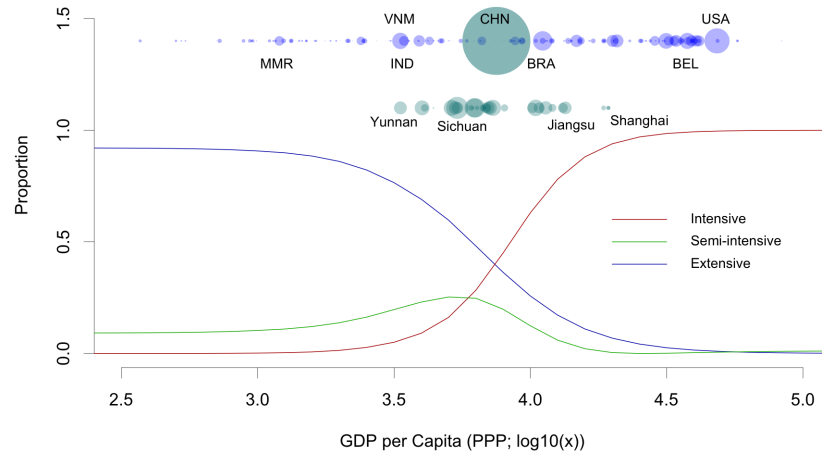 1.5
VNM CHN USA
MMR IND BRA BEL
Yunnan Sichuan Jiangsu Shanghai
1.0
Proportion
Intensive
0.5
Semi-intensive
Extensive
0.0
2.5 3.0 3.5 4.0 4.5 5.0
GDP per Capita (PPP; log10(x))